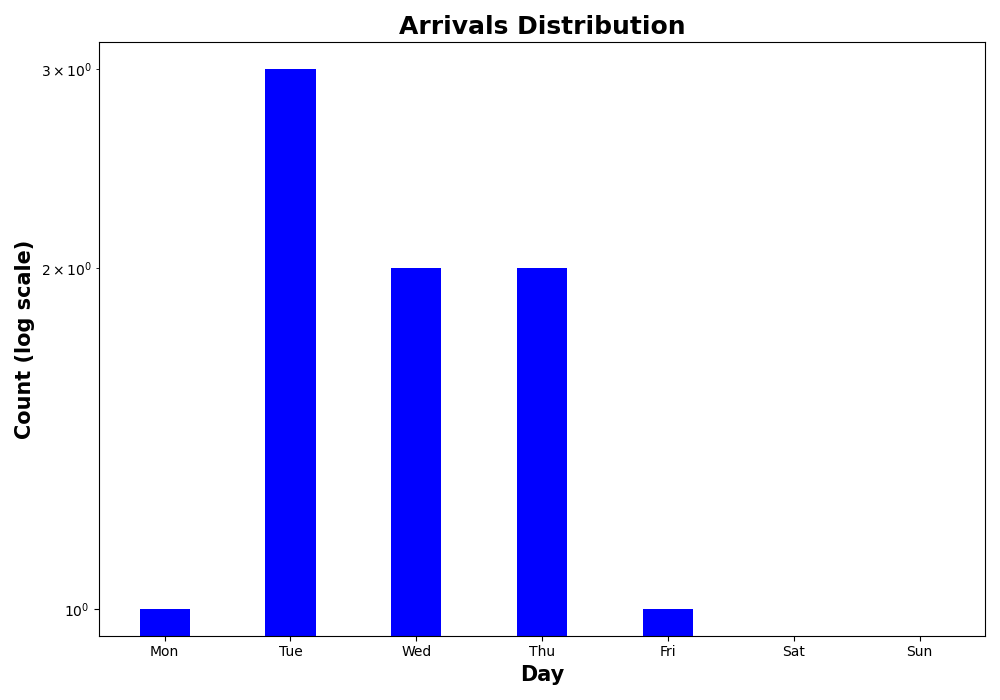 Arrivals Distribution
3 × 10⁰
2 × 10⁰
10⁰
Count (log scale)
Mon Tue Wed Thu Fri Sat Sun
Day